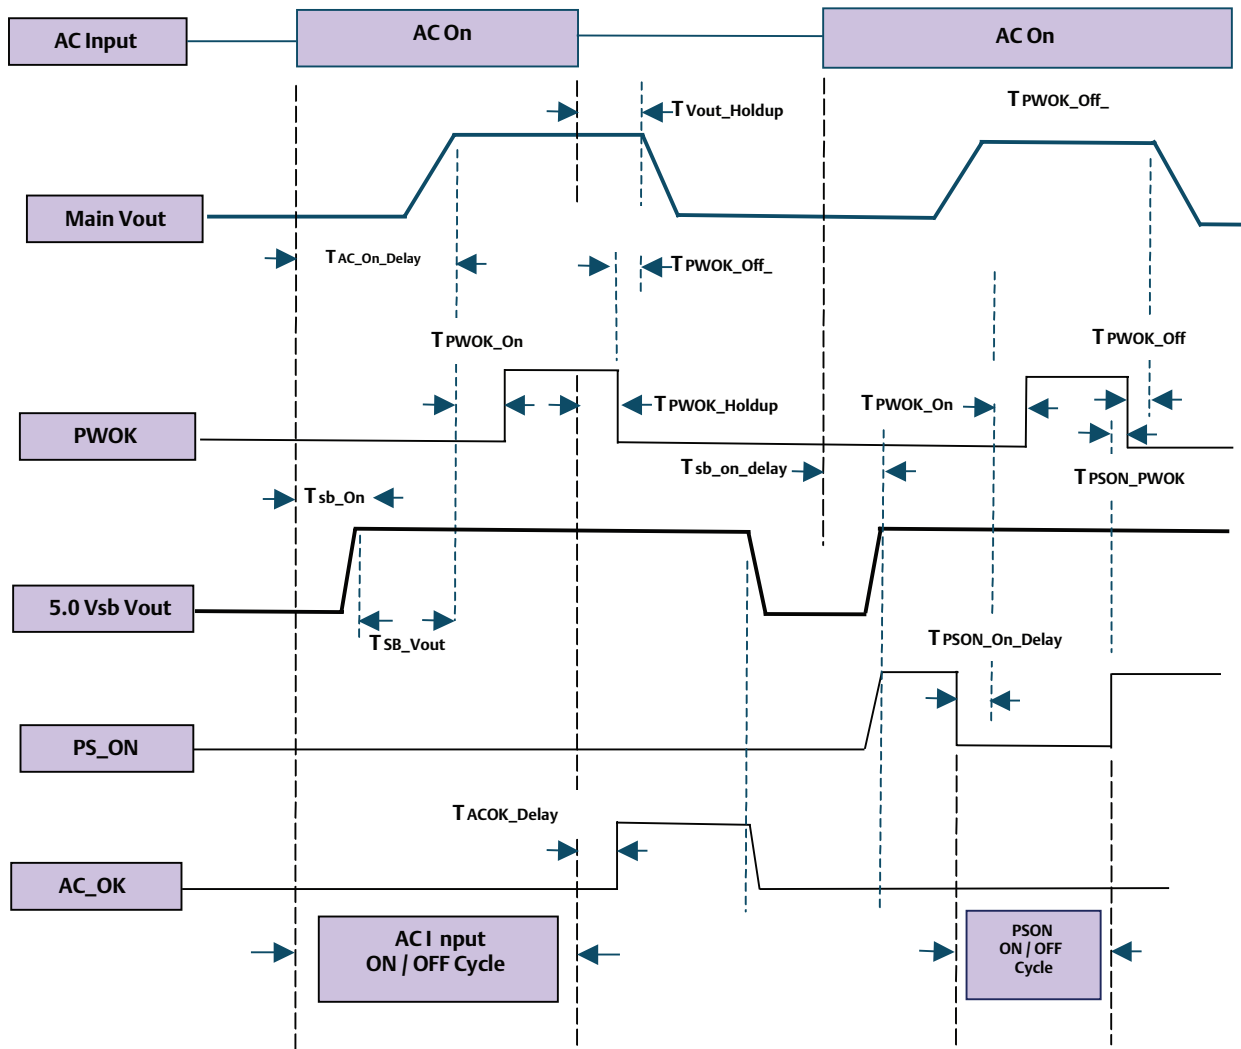 AC Input
AC On
AC On
T Vout_Holdup
T PWOK_Off_
Main Vout
T AC_On_Delay
T PWOK_Off_
T PWOK_On
T PWOK_Off
PWOK
T PWOK_Holdup
T PWOK_On
T sb_on_delay
T PSON_PWOK
T sb_On
5.0 Vsb Vout
T SB_Vout
T PSON_On_Delay
PS_ON
T ACOK_Delay
AC_OK
AC I nput
ON / OFF Cycle
PSON
ON / OFF
Cycle